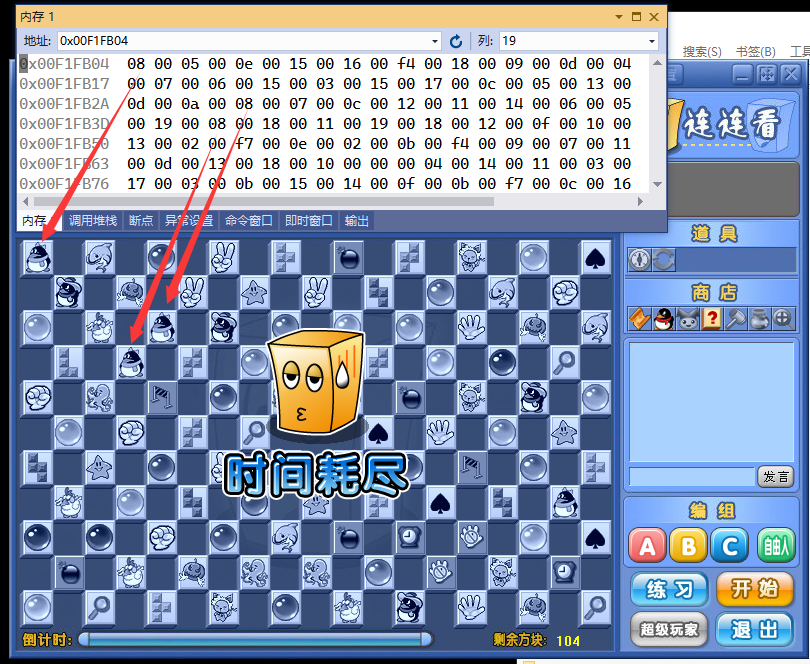 内存 1
地址: 0x00F1FB04 列: 19
0x00F1FB04 08 00 05 00 0e 00 15 00 16 00 f4 00 18 00 09 00 0d 00 04
0x00F1FB17 00 07 00 06 00 15 00 03 00 15 00 17 00 0c 00 05 00 13 00
0x00F1FB2A 0d 00 0a 00 08 00 07 00 0c 00 12 00 11 00 14 00 06 00 05
0x00F1FB3D 00 19 00 08 00 18 00 11 00 19 00 18 00 12 00 0f 00 10 00
0x00F1FB50 13 00 02 00 f7 00 0e 00 02 00 0b 00 f4 00 09 00 07 00 11
0x00F1FB63 00 0d 00 13 00 18 00 10 00 00 00 04 00 14 00 11 00 03 00
0x00F1FB76 17 00 03 00 0b 00 15 00 14 00 0f 00 0b 00 f7 00 0c 00 16
内存 调用堆栈 断点 异常设置 命令窗口 即时窗口 输出
搜索(S) 书签(B) 工具
连连看
道具
商店
时间耗尽
发言
编组
A B C 自由人
练习 开始
超级玩家 退出
倒计时: 剩余方块: 104